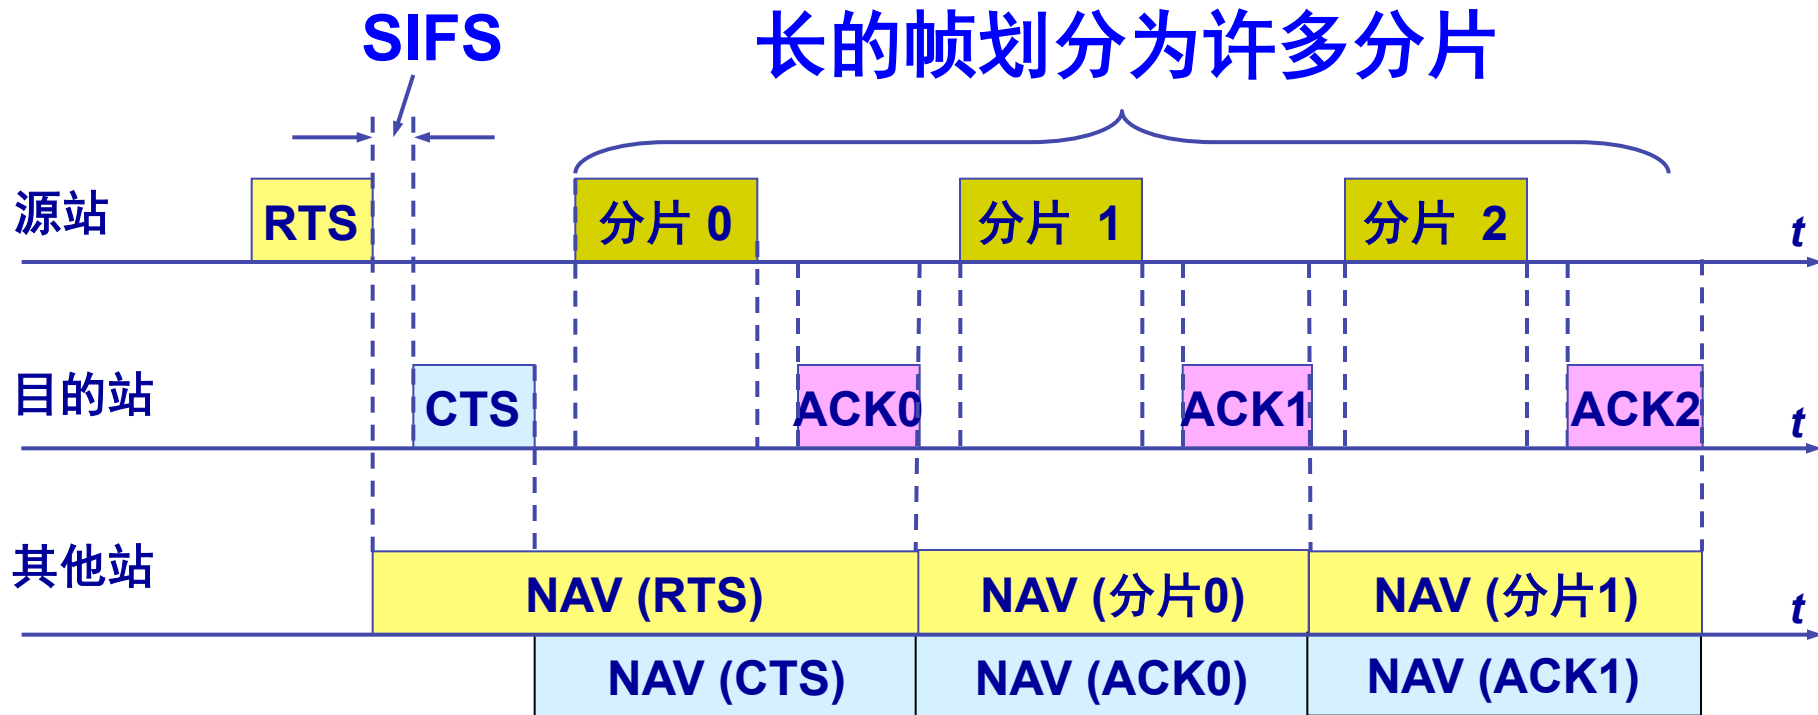 SIFS
长的帧划分为许多分片
源站
RTS
分片 0
分片 1
分片 2
t
目的站
CTS
ACK0
ACK1
ACK2
t
其他站
NAV (RTS)
NAV (分片0)
NAV (分片1)
t
NAV (CTS)
NAV (ACK0)
NAV (ACK1)